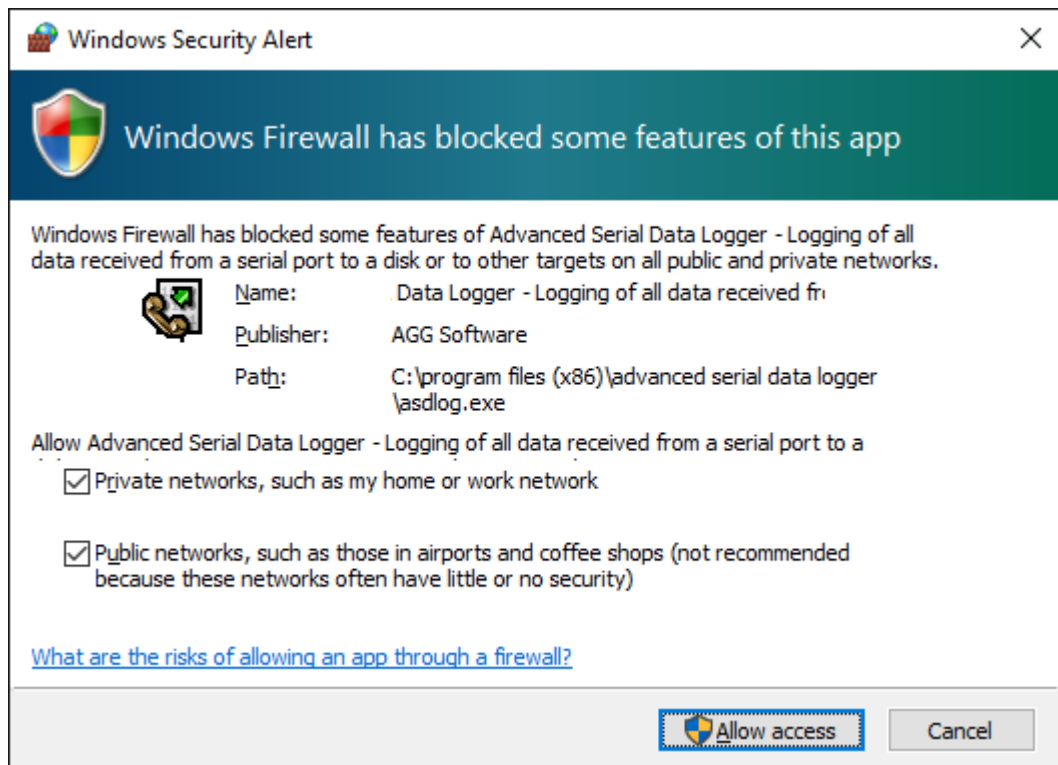 Windows Security Alert
Windows Firewall has blocked some features of this app
Windows Firewall has blocked some features of Advanced Serial Data Logger - Logging of all
data received from a serial port to a disk or to other targets on all public and private networks.
Name: Data Logger - Logging of all data received
Publisher: AGG Software
Path: C:\program files (x86)\advanced serial data logger
\asdlog.exe
Allow Advanced Serial Data Logger - Logging of all data received from a serial port to a
Private networks, such as my home or work network
Public networks, such as those in airports and coffee shops (not recommended
because these networks often have little or no security)
What are the risks of allowing an app through a firewall?
Allow access Cancel